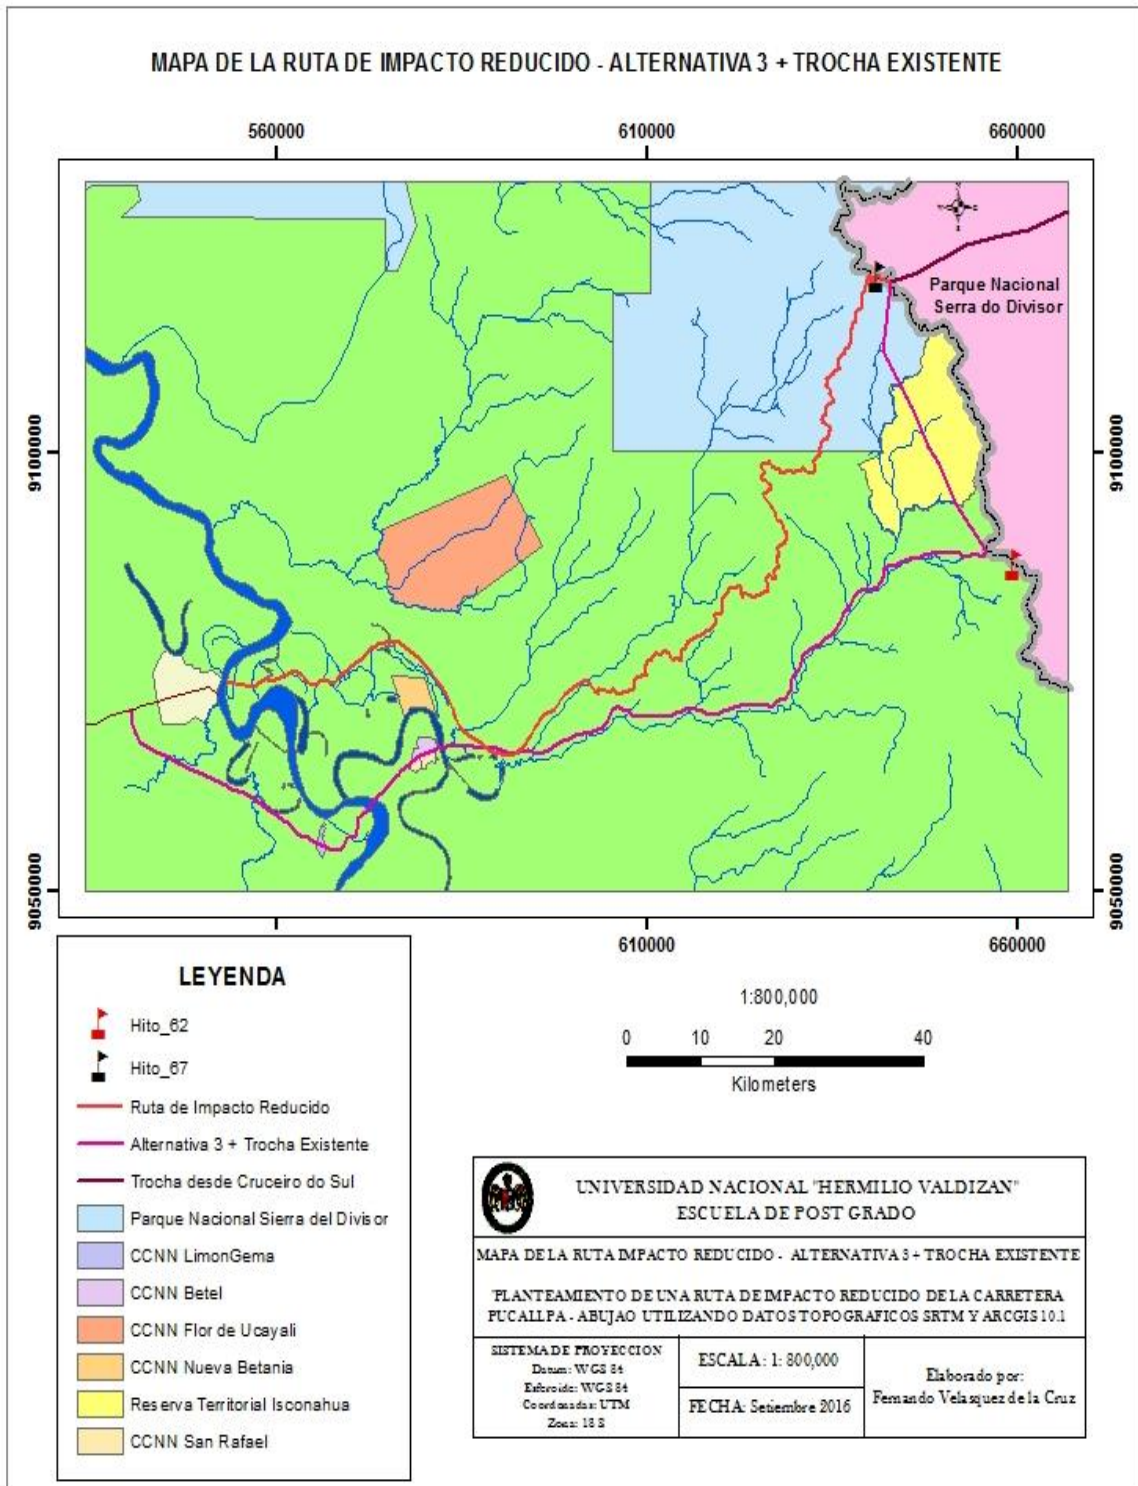 MAPA DE LA RUTA DE IMPACTO REDUCIDO - ALTERNATIVA 3 + TROCHA EXISTENTE
560000
610000
660000
Parque Nacional
Serra do Divisor
9100000
9100000
9050000
9050000
610000
660000
LEYENDA
Hito_62
Hito_67
Ruta de Impacto Reducido
Alternativa 3 + Trocha Existente
Trocha desde Cruceiro do Sul
Parque Nacional Sierra del Divisor
CCNN LimonGema
CCNN Betel
CCNN Flor de Ucayali
CCNN Nueva Betania
Reserva Territorial Isconahua
CCNN San Rafael
1:800,000
0 10 20 40
Kilometers
UNIVERSIDAD NACIONAL "HERMILIO VALDIZAN"
ESCUELA DE POST GRADO
MAPA DE LA RUTA IMPACTO REDUCIDO - ALTERNATIVA 3 + TROCHA EXISTENTE
"PLANTEAMIENTO DE UNA RUTA DE IMPACTO REDUCIDO DE LA CARRETERA
PUCALLPA - ABUJAO UTILIZANDO DATOS TOPOGRAFICOS SRTM Y ARCGIS 10.1
SISTEMA DE PROYECCION
Datum: WGS 84
Esferoide: WGS 84
Coordenadas: UTM
Zona: 18 S
ESCALA : 1: 800,000
FECHA: Setiembre 2016
Elaborado por:
Fernando Velasquez de la Cruz